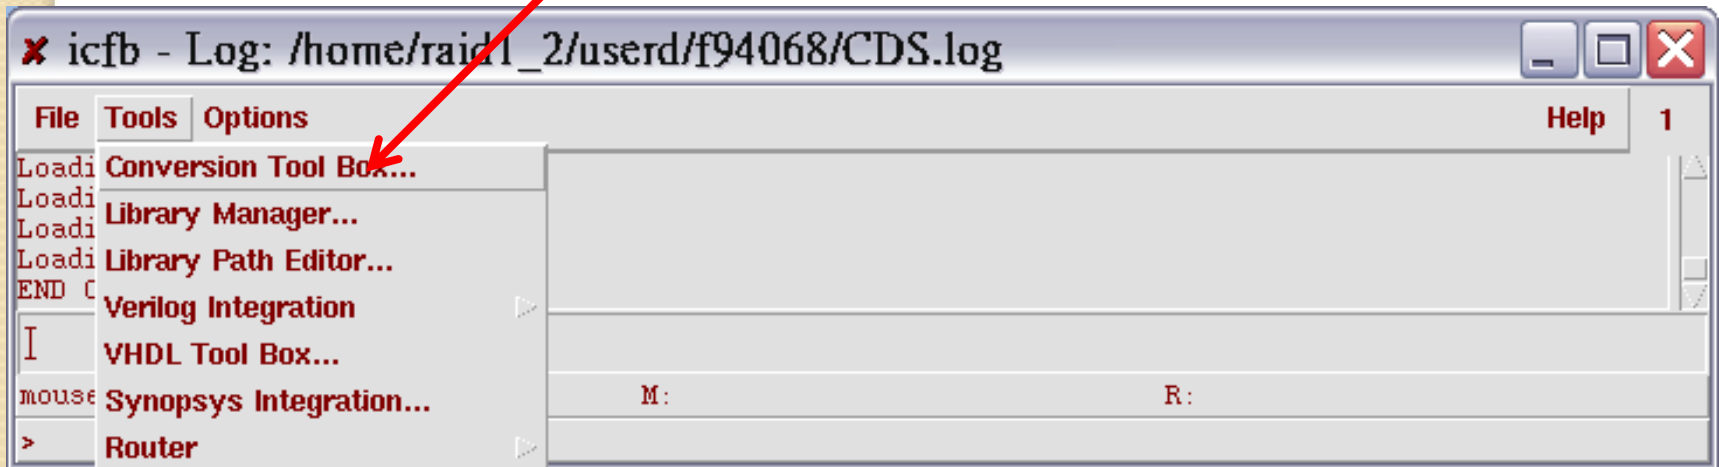 icfb - Log: /home/raid1_2/userd/f94068/CDS.log
File Tools Options Help 1
Loadi Conversion Tool Box...
Loadi
Library Manager...
Loadi
Loadi Library Path Editor...
END
Verilog Integration
VHDL Tool Box...
mouse M: R:
Synopsys Integration...
> Router